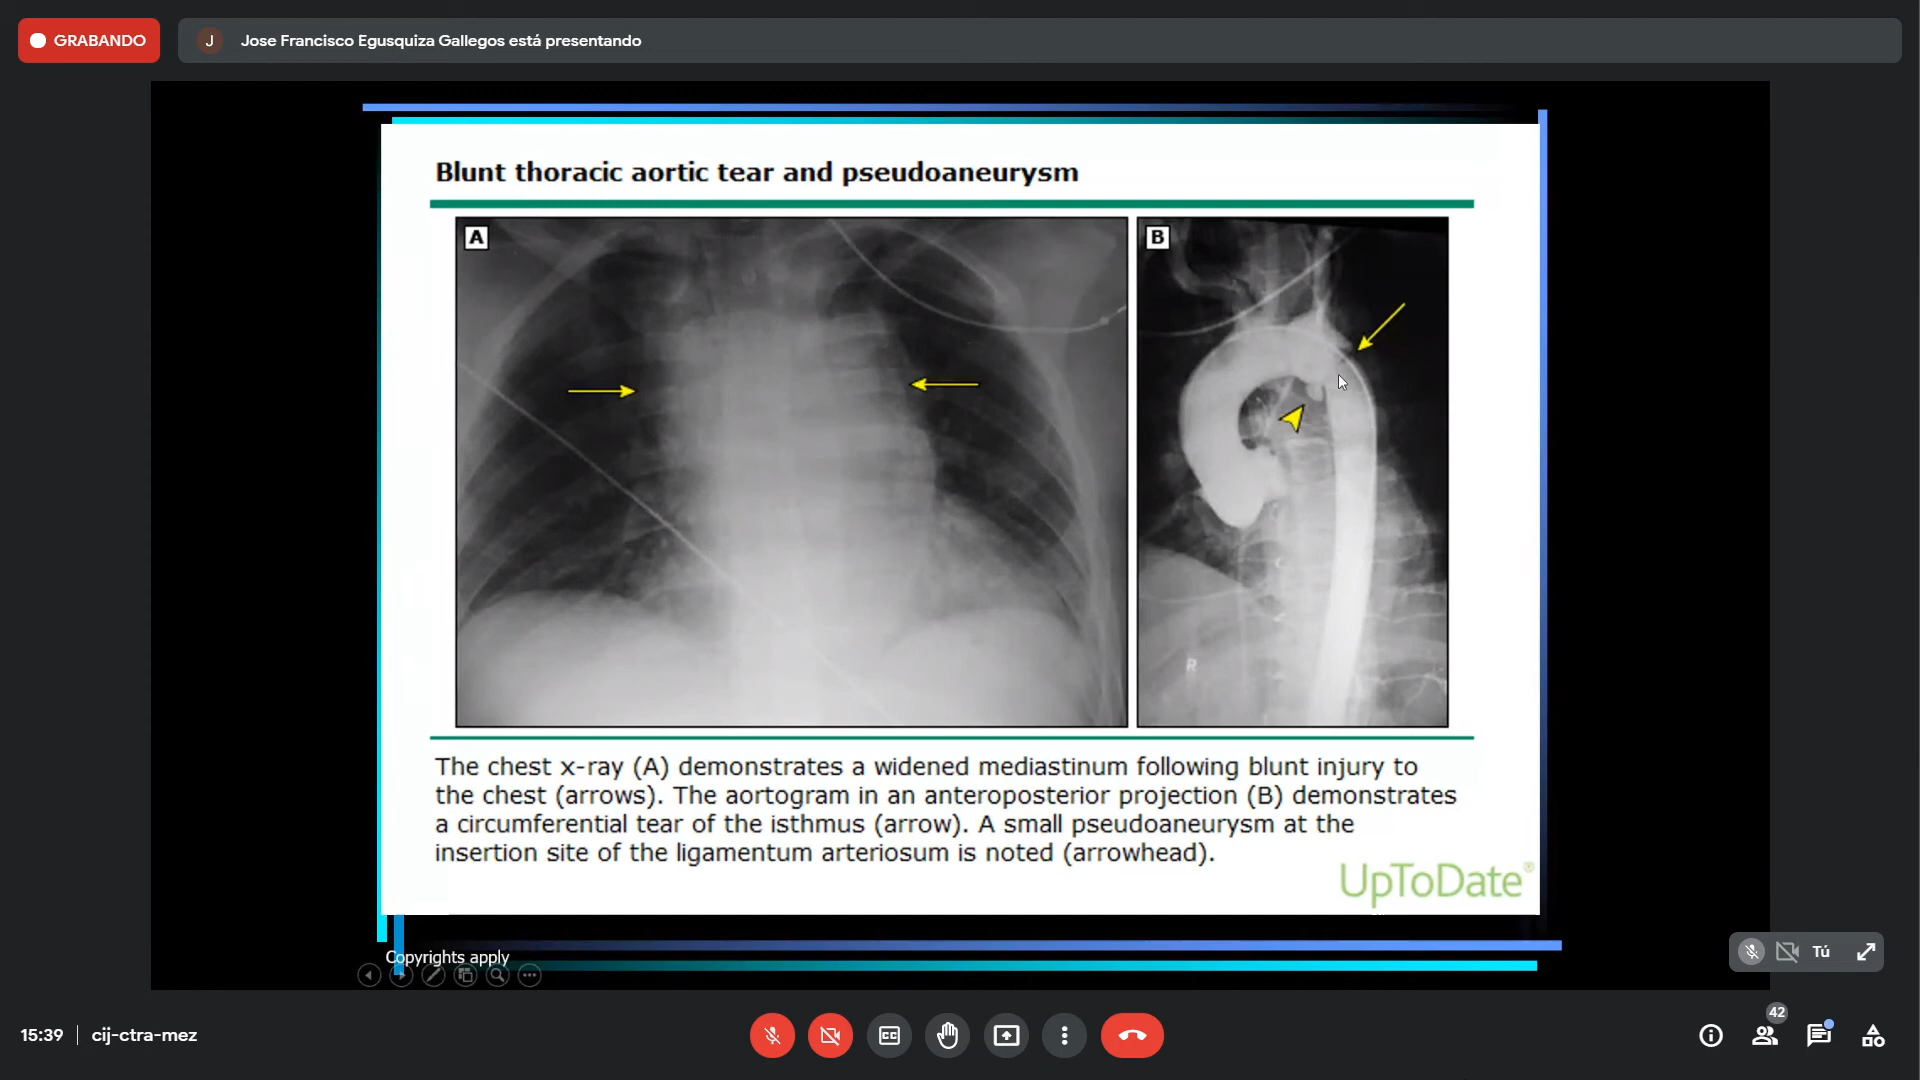 GRABANDO
J
Jose Francisco Egusquiza Gallegos está presentando
Blunt thoracic aortic tear and pseudoaneurysm
A
B
R
The chest x-ray (A) demonstrates a widened mediastinum following blunt injury to
the chest (arrows). The aortogram in an anteroposterior projection (B) demonstrates
a circumferential tear of the isthmus (arrow). A small pseudoaneurysm at the
insertion site of the ligamentum arteriosum is noted (arrowhead).
UpToDate®
Copyrights apply
Tú
15:39
cij-ctra-mez
CC
42